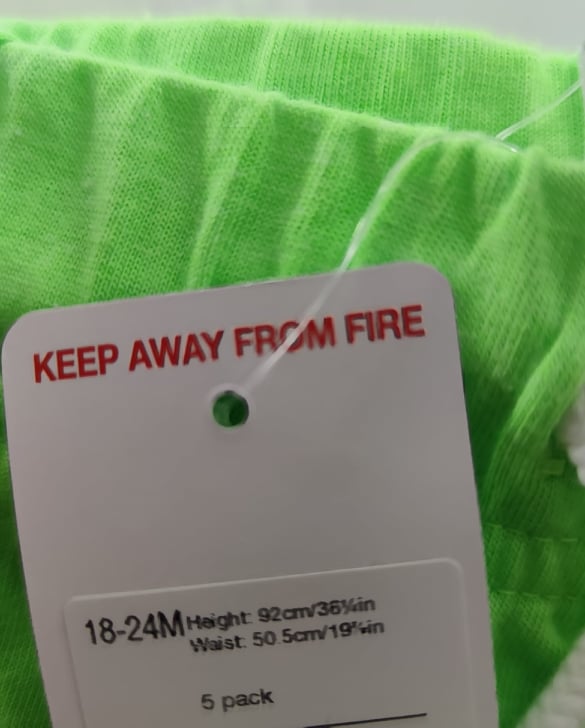 KEEP AWAY FROM FIRE
18-24M Height: 92cm/36¼in
Waist: 50.5cm/19⅞in
5 pack